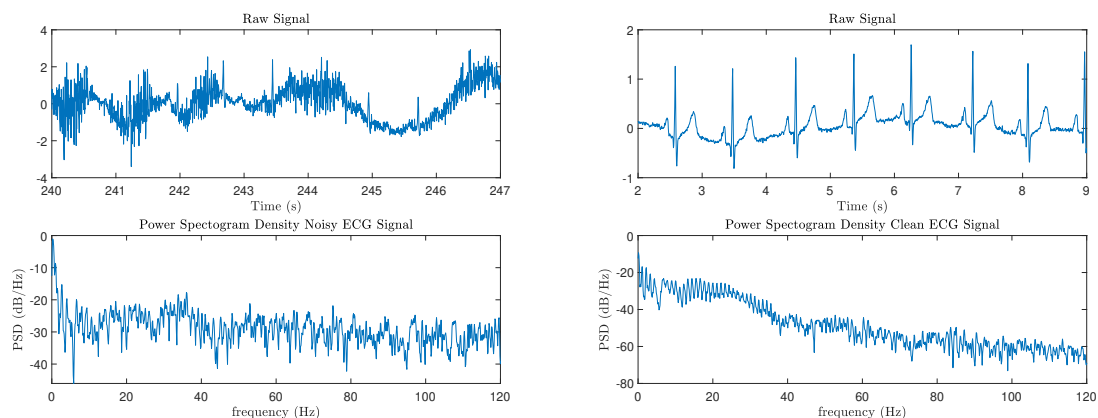 Raw Signal
4
2
0
-2
-4
240 241 242 243 244 245 246 247
Time (s)
Raw Signal
2
1
0
-1
2 3 4 5 6 7 8 9
Time (s)
Power Spectogram Density Noisy ECG Signal
PSD (dB/Hz)
0
-10
-20
-30
-40
0 20 40 60 80 100 120
frequency (Hz)
Power Spectogram Density Clean ECG Signal
PSD (dB/Hz)
0
-20
-40
-60
-80
0 20 40 60 80 100 120
frequency (Hz)